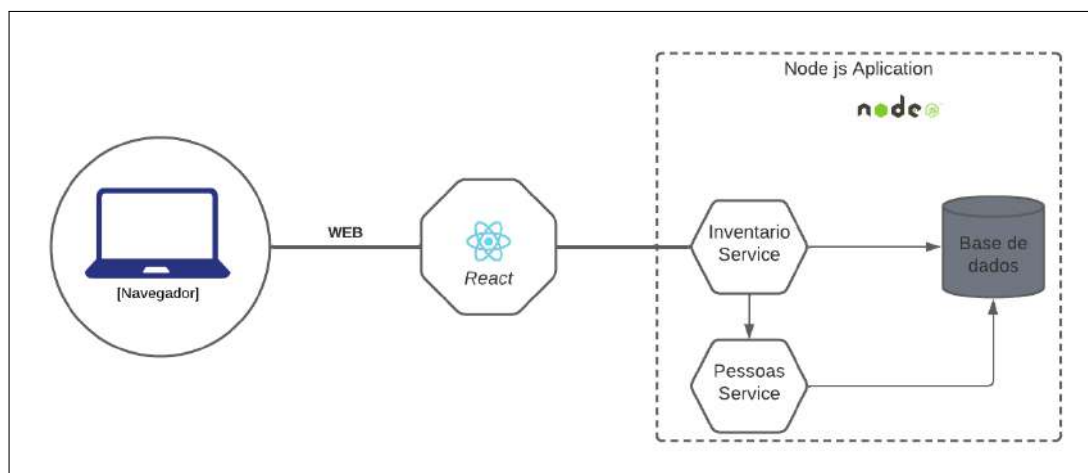 Node js Aplication
node
WEB
[Navegador]
React
Inventario
Service
Base de
dados
Pessoas
Service